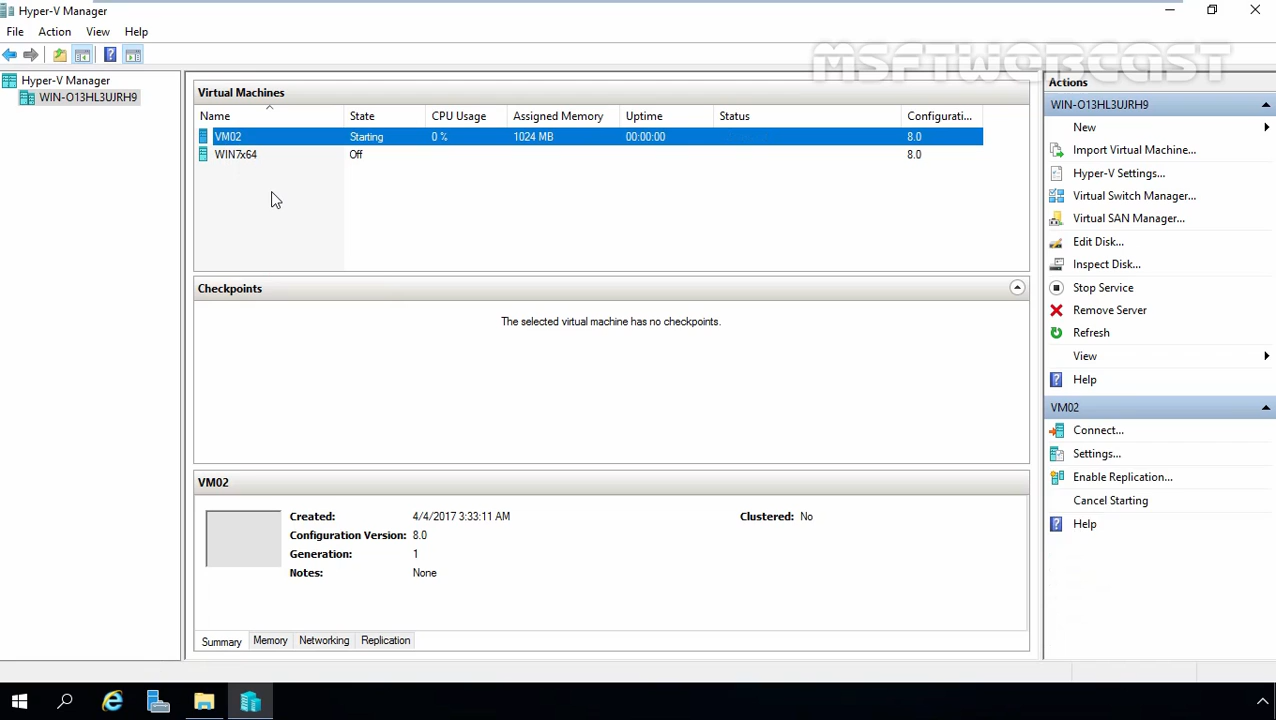 Hyper-V Manager
File Action View Help
MSFTWEBCAST
Hyper-V Manager
WIN-O13HL3UJRH9
Virtual Machines
Name State CPU Usage Assigned Memory Uptime Status Configurati...
VM02 Starting 0 % 1024 MB 00:00:00 8.0
WIN7x64 Off 8.0
Checkpoints
The selected virtual machine has no checkpoints.
VM02
Created: 4/4/2017 3:33:11 AM Clustered: No
Configuration Version: 8.0
Generation: 1
Notes: None
Summary Memory Networking Replication
Actions
WIN-O13HL3UJRH9
New
Import Virtual Machine...
Hyper-V Settings...
Virtual Switch Manager...
Virtual SAN Manager...
Edit Disk...
Inspect Disk...
Stop Service
Remove Server
Refresh
View
Help
VM02
Connect...
Settings...
Enable Replication...
Cancel Starting
Help